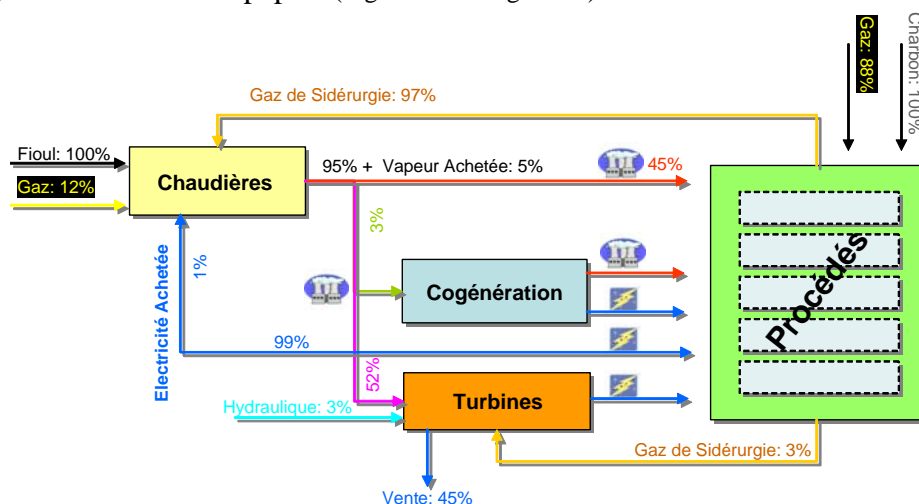 Gaz: 88%
Charbon: 100%
Gaz de Sidérurgie: 97%
Fioul: 100%
Gaz: 12%
Chaudières
95% + Vapeur Achetée: 5%
45%
3%
Electricité Achetée
1%
Cogénération
Procédés
99%
52%
Hydraulique: 3%
Turbines
Gaz de Sidérurgie: 3%
Vente: 45%